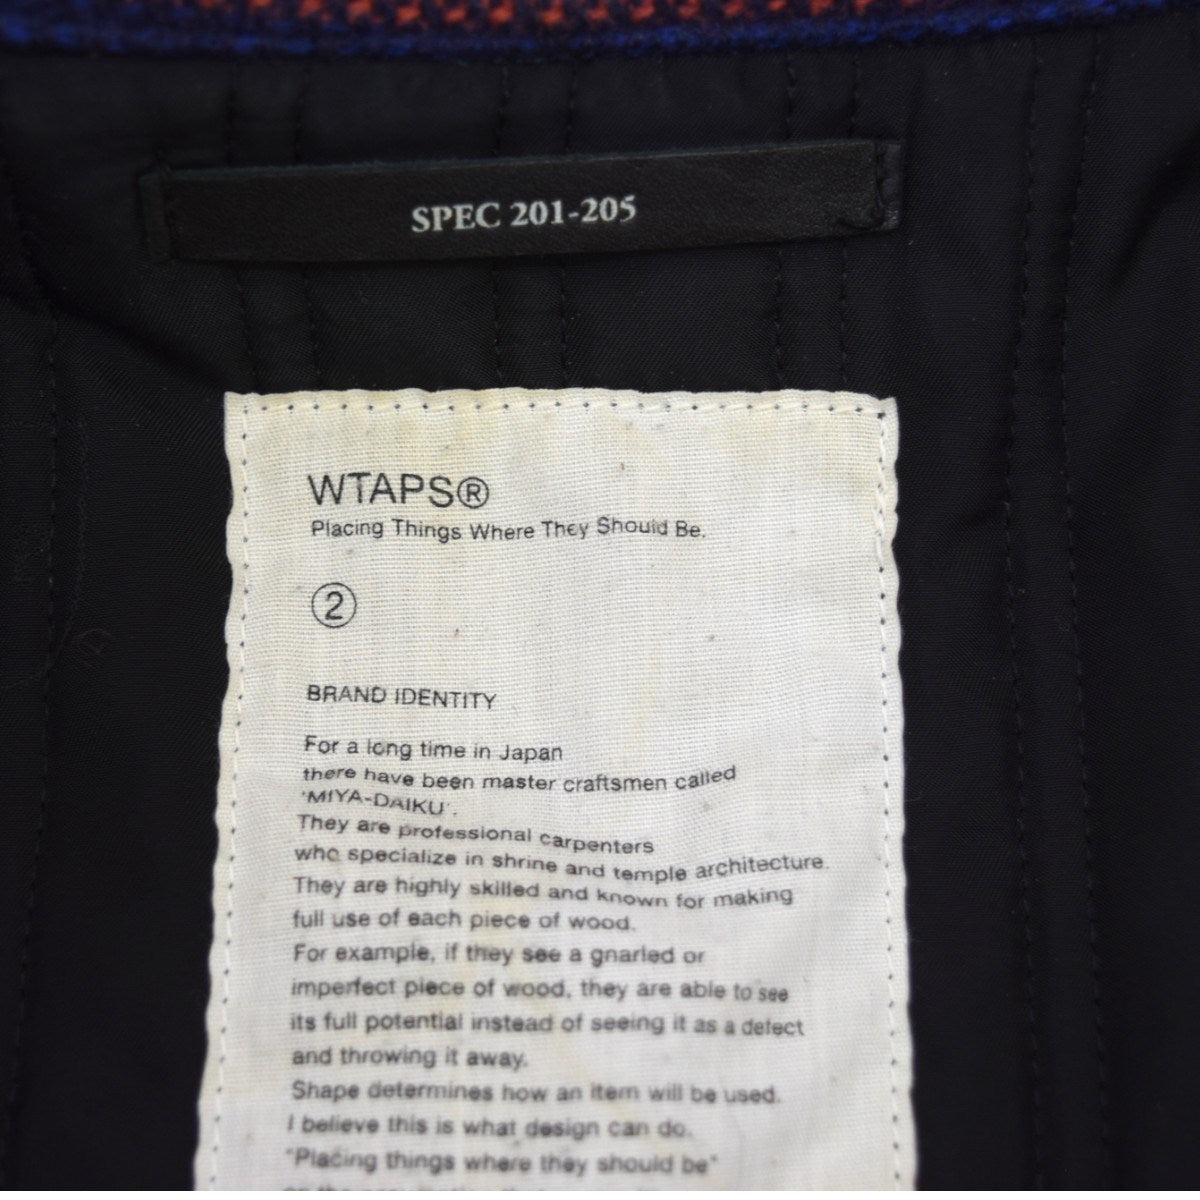 SPEC 201-205
WTAPS®
Placing Things Where They Should Be.
②
BRAND IDENTITY
For a long time in Japan
there have been master craftsmen called
'MIYA-DAIKU'.
They are professional carpenters
who specialize in shrine and temple architecture.
They are highly skilled and known for making
full use of each piece of wood.
For example, if they see a gnarled or
imperfect piece of wood, they are able to see
its full potential instead of seeing it as a defect
and throwing it away.
Shape determines how an item will be used.
I believe this is what design can do.
"Placing things where they should be"